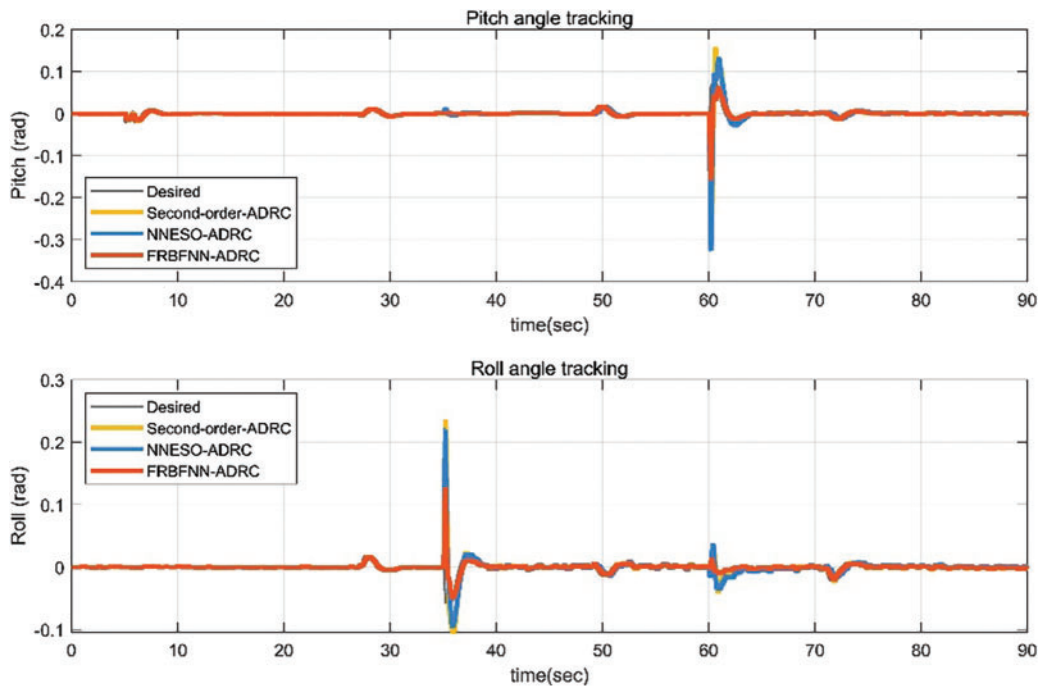 Pitch angle tracking
0.2
0.1
0
-0.1
-0.2
-0.3
-0.4
Pitch (rad)
Desired
Second-order-ADRC
NNESO-ADRC
FRBFNN-ADRC
0 10 20 30 40 50 60 70 80 90
time(sec)
Roll angle tracking
0.3
0.2
0.1
0
-0.1
Roll (rad)
Desired
Second-order-ADRC
NNESO-ADRC
FRBFNN-ADRC
0 10 20 30 40 50 60 70 80 90
time(sec)